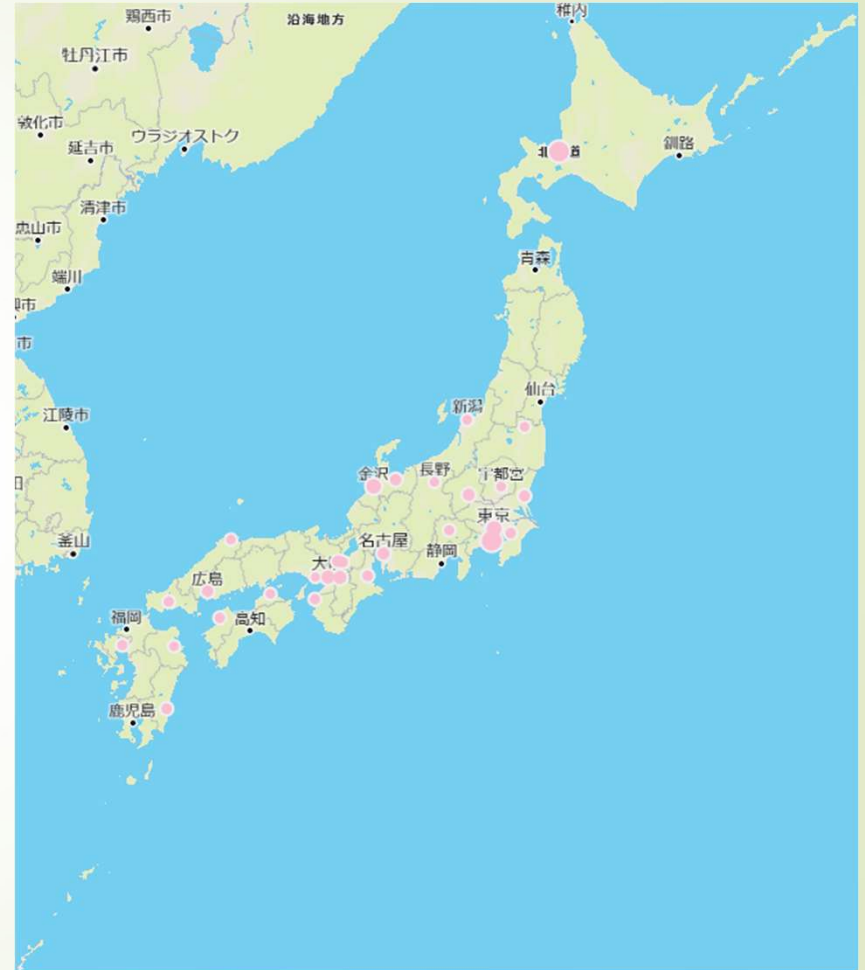 稚内
鶏西市
沿海地方
牡丹江市
敦化市
ウラジオストク
延吉市
釧路
清津市
青森
端川
市
仙台
新潟
江陵市
金沢
長野
宇都宮
東京
釜山
名古屋
静岡
広島
福岡
高知
鹿児島